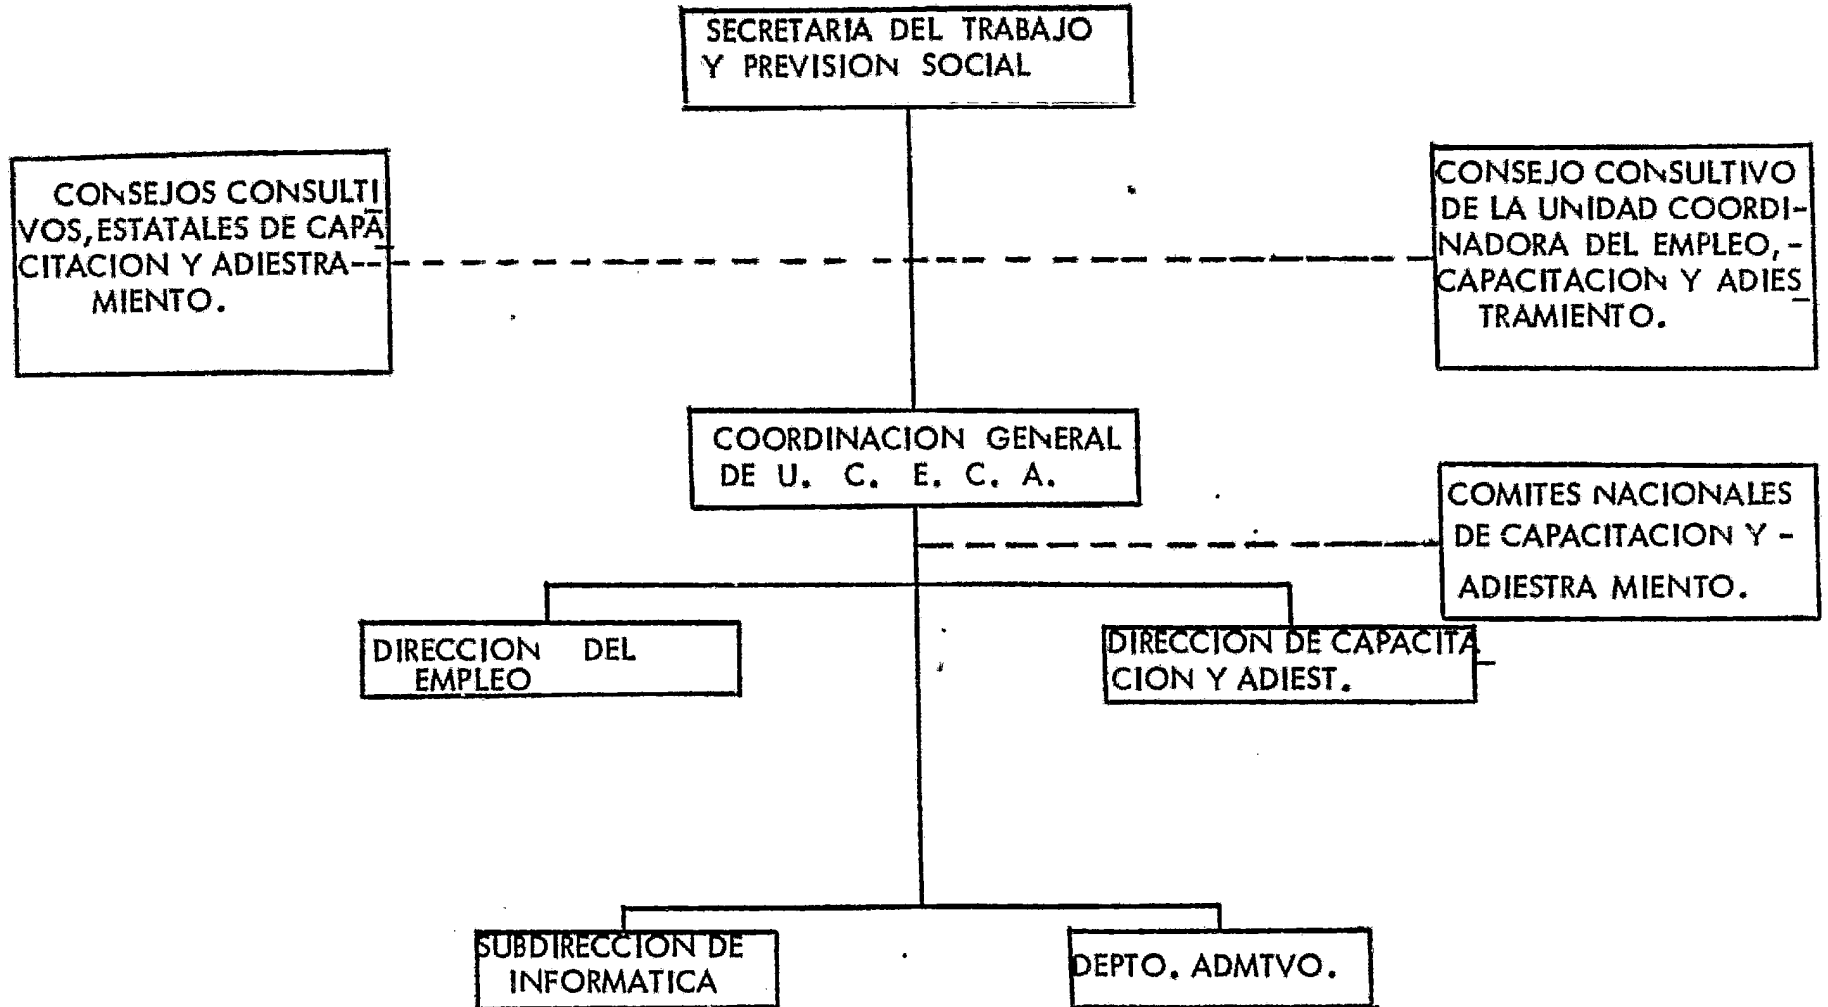 SECRETARIA DEL TRABAJO
Y PREVISION SOCIAL
CONSEJOS CONSULTI
VOS, ESTATALES DE CAPA
CITACION Y ADIESTRA--
MIENTO.
CONSEJO CONSULTIVO
DE LA UNIDAD COORDI-
NADORA DEL EMPLEO, -
CAPACITACION Y ADIES
TRAMIENTO.
COORDINACION GENERAL
DE U. C. E. C. A.
COMITES NACIONALES
DE CAPACITACION Y -
ADIESTRA MIENTO.
DIRECCION DEL
EMPLEO
DIRECCION DE CAPACITA
CION Y ADIEST.
SUBDIRECCION DE
INFORMATICA
DEPTO. ADMTVO.